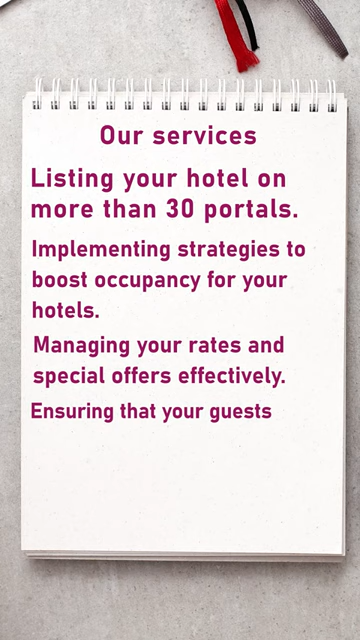 Our services
Listing your hotel on
more than 30 portals.
Implementing strategies to
boost occupancy for your
hotels.
Managing your rates and
special offers effectively.
Ensuring that your guests